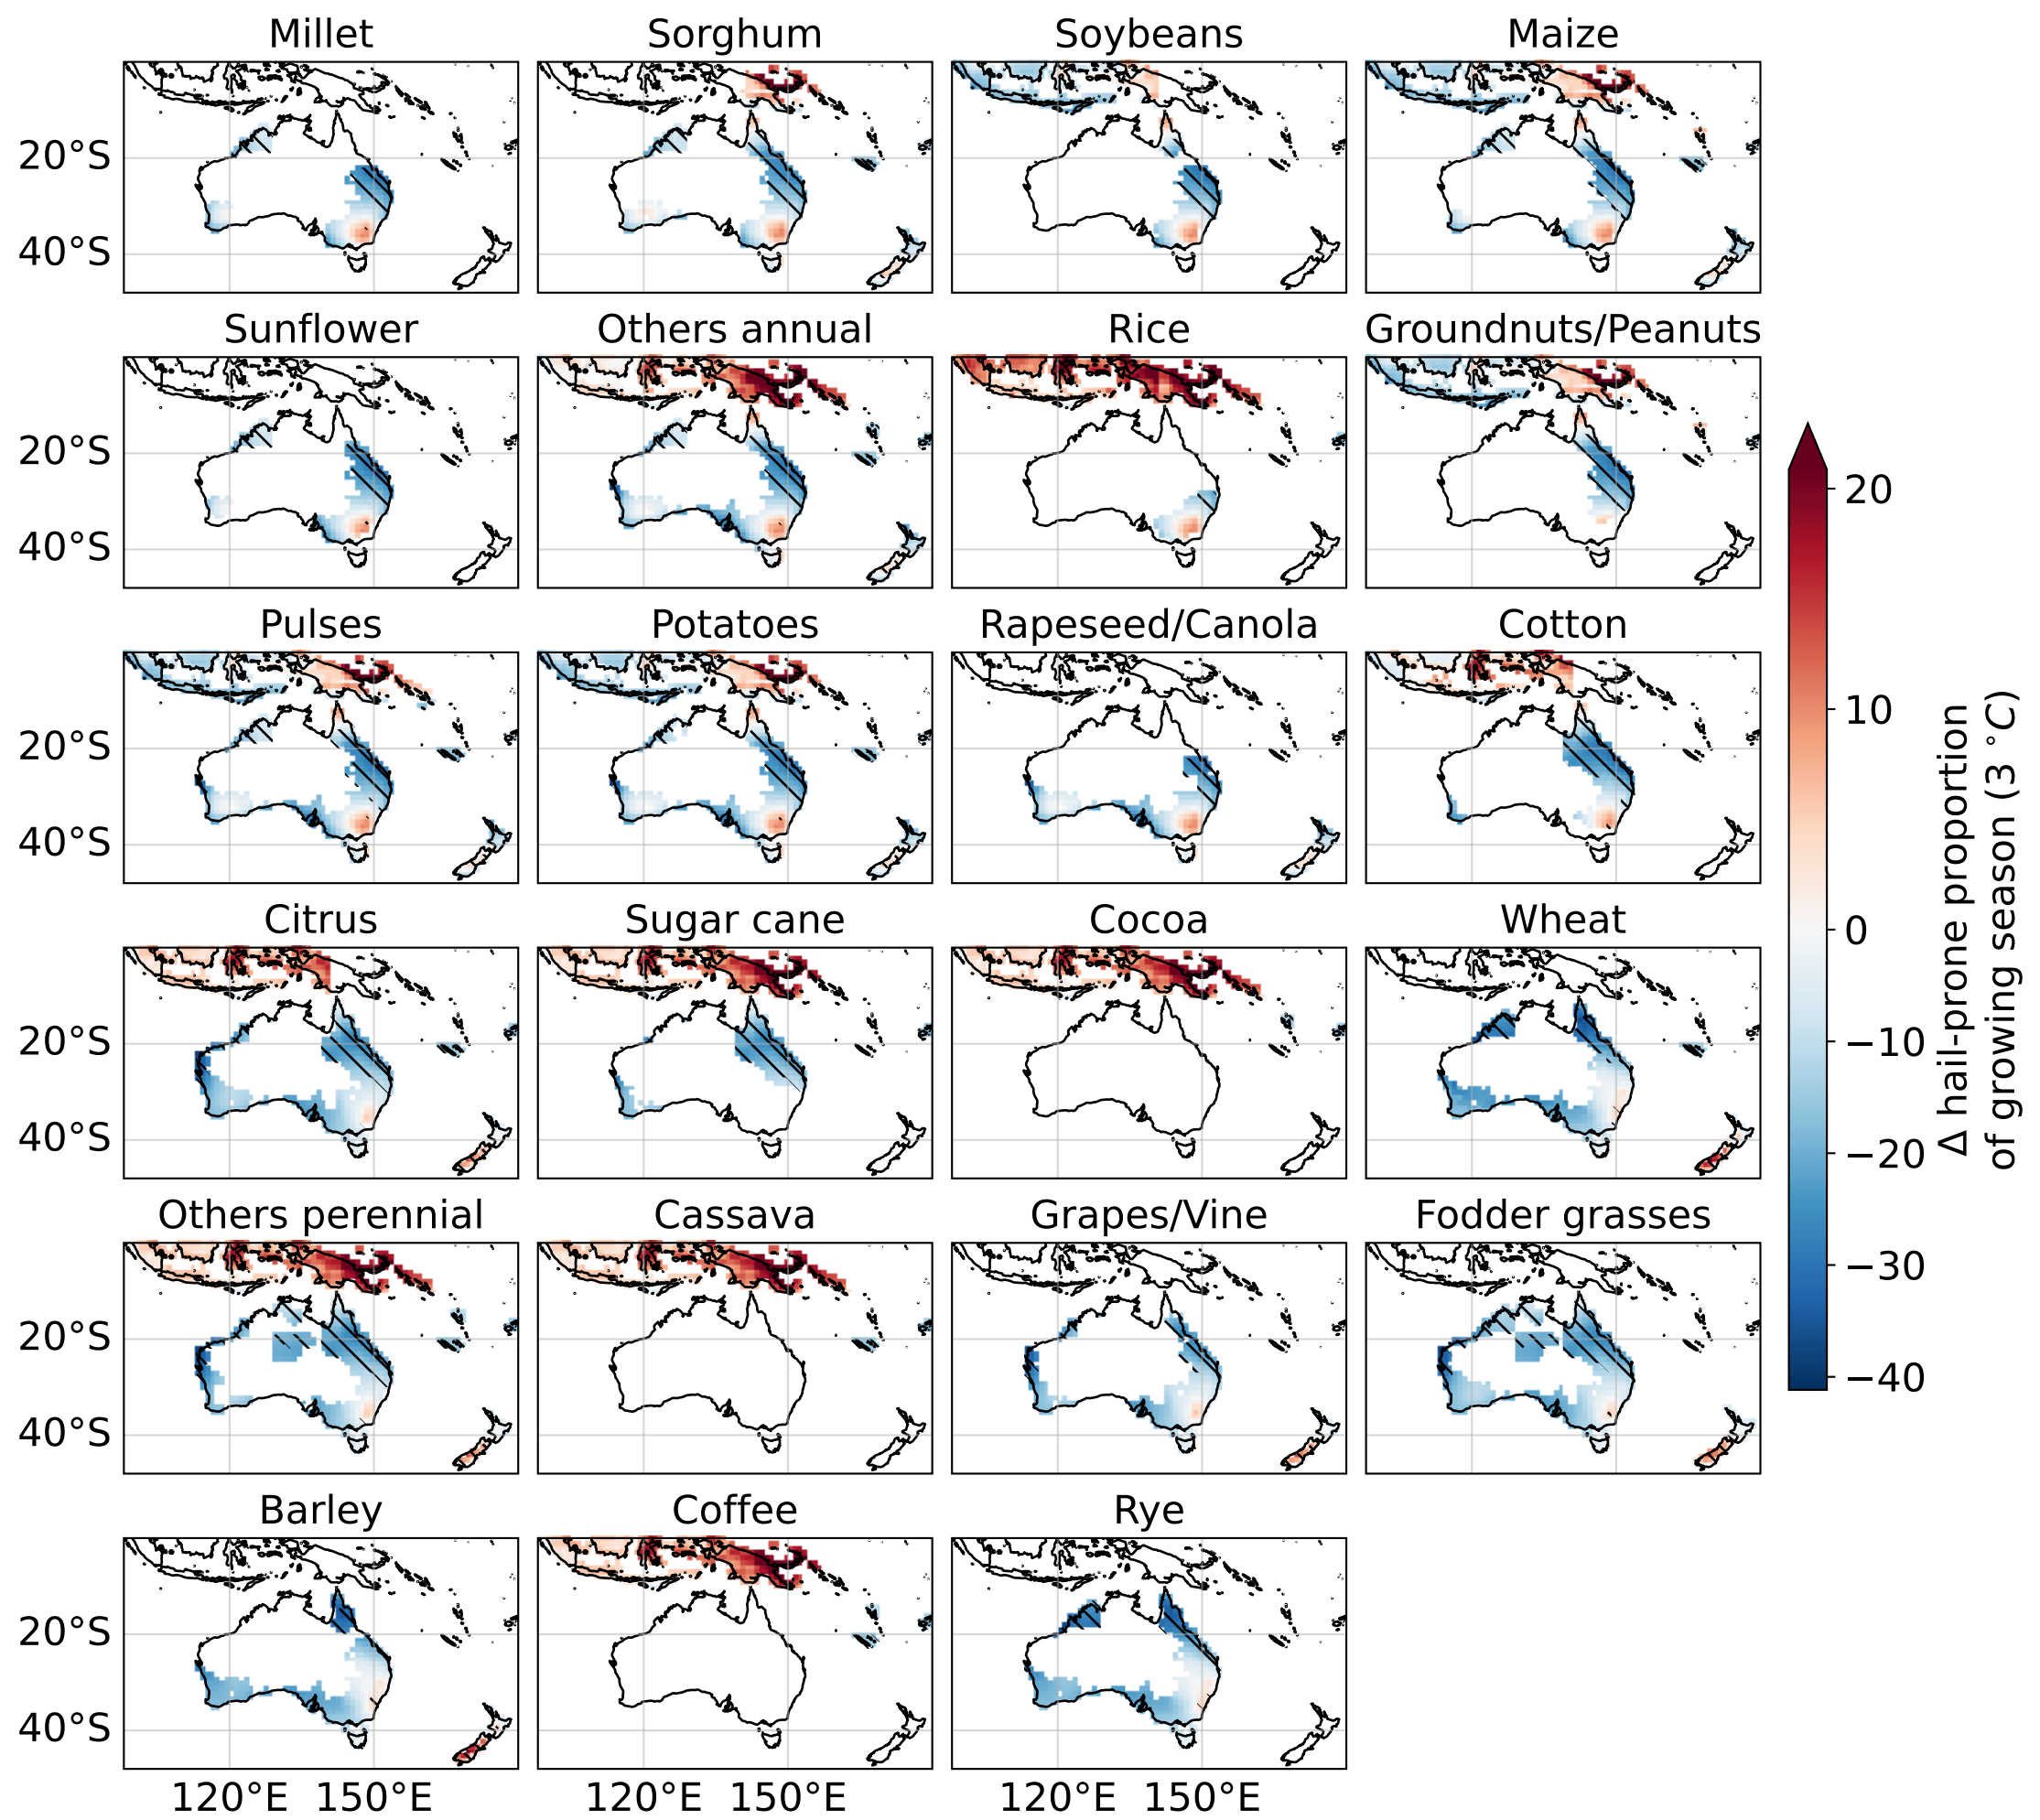 Millet Sorghum Soybeans Maize
20°S
40°S
Sunflower Others annual Rice Groundnuts/Peanuts
20°S
40°S
Pulses Potatoes Rapeseed/Canola Cotton
20°S
40°S
Citrus Sugar cane Cocoa Wheat
20°S
40°S
Others perennial Cassava Grapes/Vine Fodder grasses
20°S
40°S
Barley Coffee Rye
20°S
40°S
120°E 150°E 120°E 150°E 120°E 150°E
20
10
0
−10
−20
−30
−40
Δ hail-prone proportion
of growing season (3 °C)